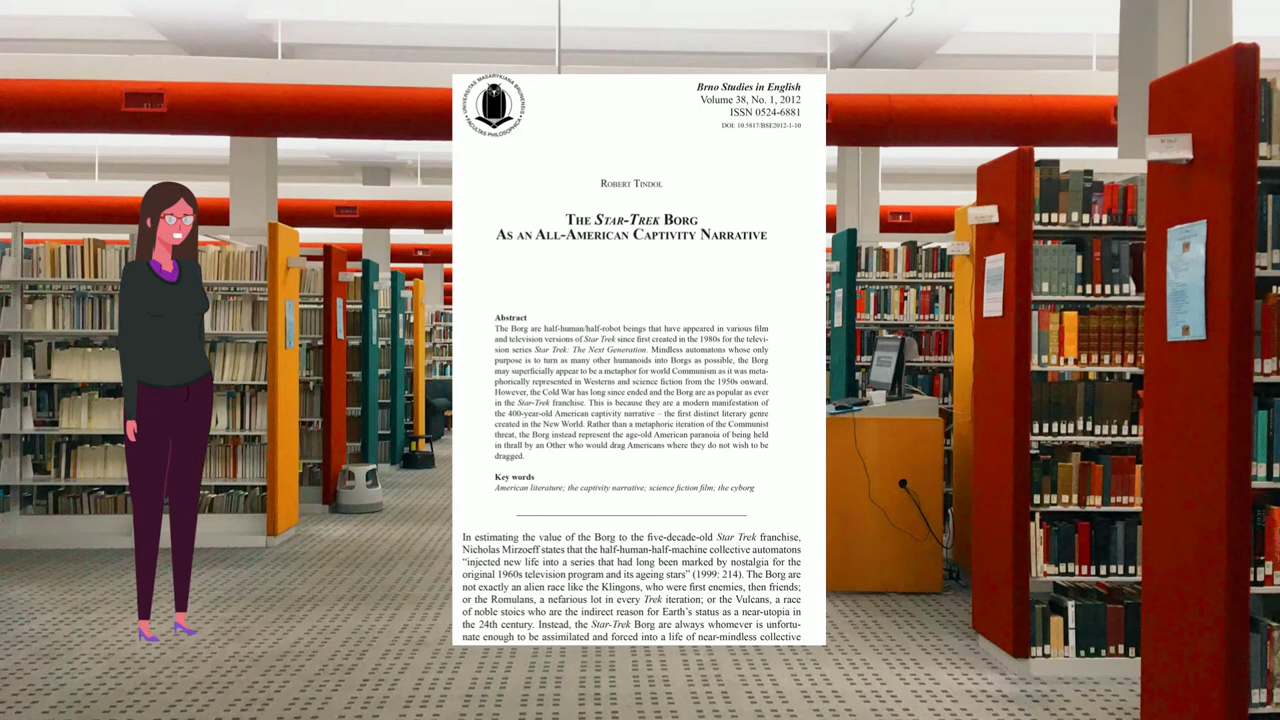 UNIVERSITAS MASARYKIANA BRUNENSIS
• FACULTAS PHILOSOPHICA •
Brno Studies in English
Volume 38, No. 1, 2012
ISSN 0524-6881
DOI: 10.5817/BSE2012-1-10
Robert Tindol
The Star-Trek Borg
As an All-American Captivity Narrative
Abstract
The Borg are half-human/half-robot beings that have appeared in various film
and television versions of Star Trek since first created in the 1980s for the televi-
sion series Star Trek: The Next Generation. Mindless automatons whose only
purpose is to turn as many other humanoids into Borgs as possible, the Borg
may superficially appear to be a metaphor for world Communism as it was meta-
phorically represented in Westerns and science fiction from the 1950s onward.
However, the Cold War has long since ended and the Borg are as popular as ever
in the Star-Trek franchise. This is because they are a modern manifestation of
the 400-year-old American captivity narrative – the first distinct literary genre
created in the New World. Rather than a metaphoric iteration of the Communist
threat, the Borg instead represent the age-old American paranoia of being held
in thrall by an Other who would drag Americans where they do not wish to be
dragged.
Key words
American literature; the captivity narrative; science fiction film; the cyborg
In estimating the value of the Borg to the five-decade-old Star Trek franchise,
Nicholas Mirzoeff states that the half-human-half-machine collective automatons
“injected new life into a series that had long been marked by nostalgia for the
original 1960s television program and its ageing stars” (1999: 214). The Borg are
not exactly an alien race like the Klingons, who were first enemies, then friends;
or the Romulans, a nefarious lot in every Trek iteration; or the Vulcans, a race
of noble stoics who are the indirect reason for Earth’s status as a near-utopia in
the 24th century. Instead, the Star-Trek Borg are always whomever is unfortu-
nate enough to be assimilated and forced into a life of near-mindless collective